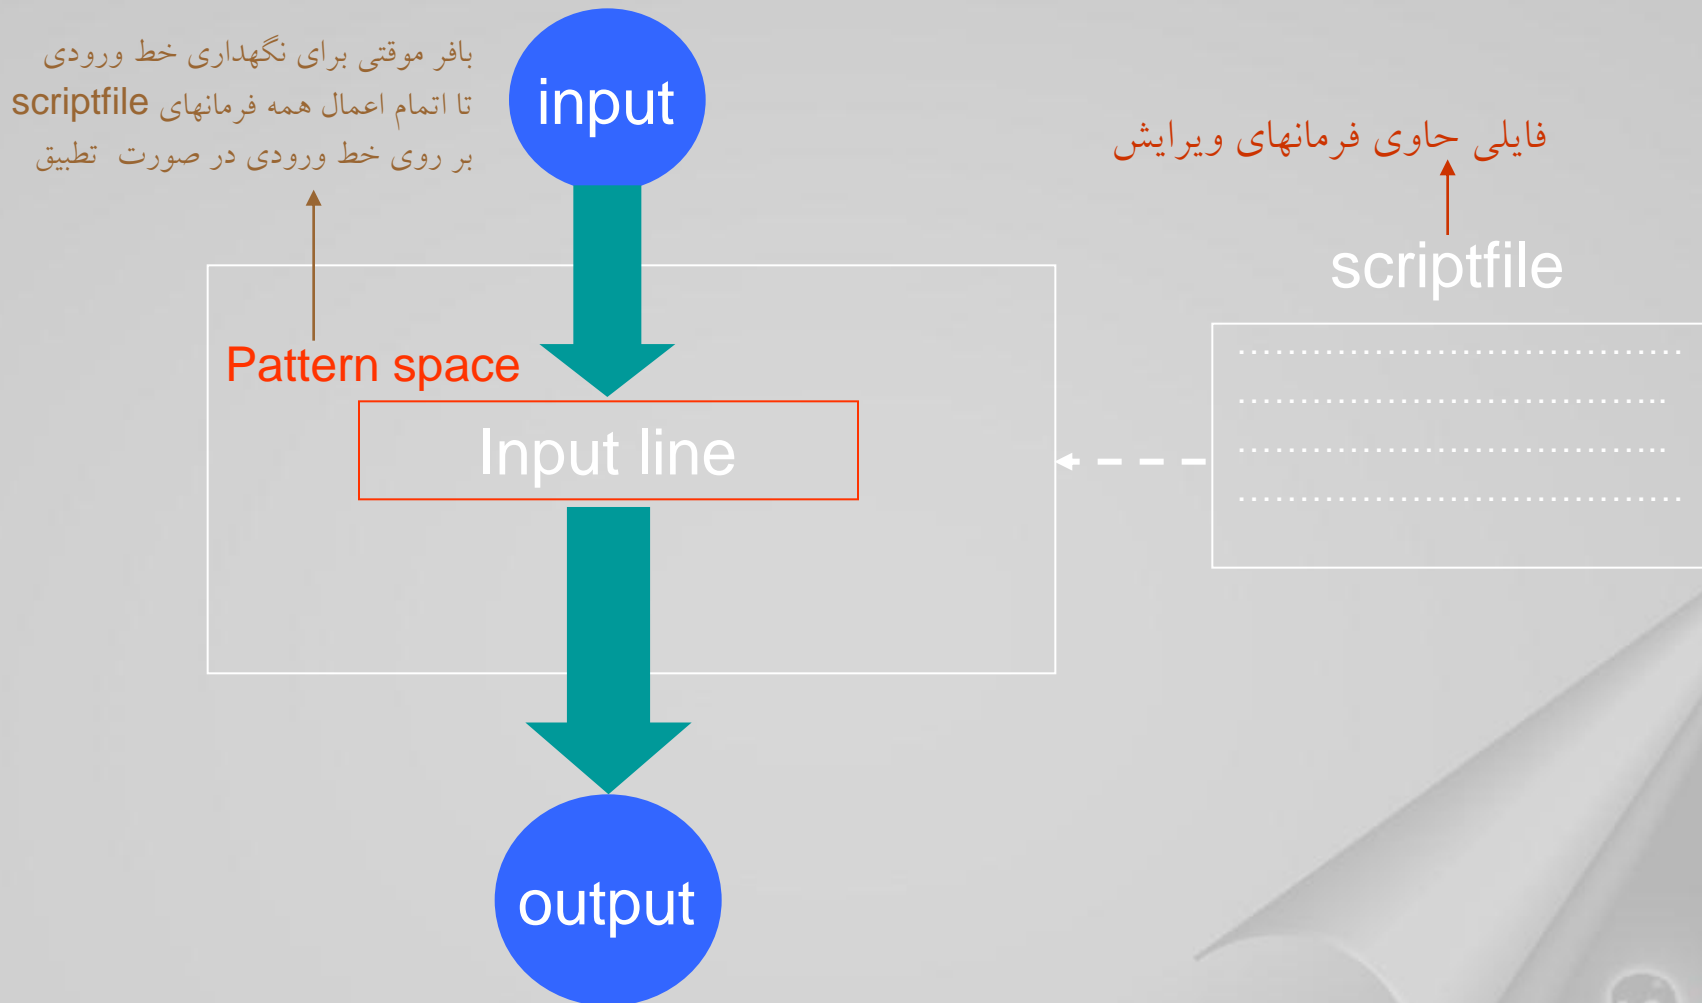 بافر موقتی برای نگهداری خط ورودی
تا اتمام اعمال همه فرمانهای scriptfile
بر روی خط ورودی در صورت تطبیق
input
فایلی حاوی فرمانهای ویرایش
scriptfile
Pattern space
Input line
output